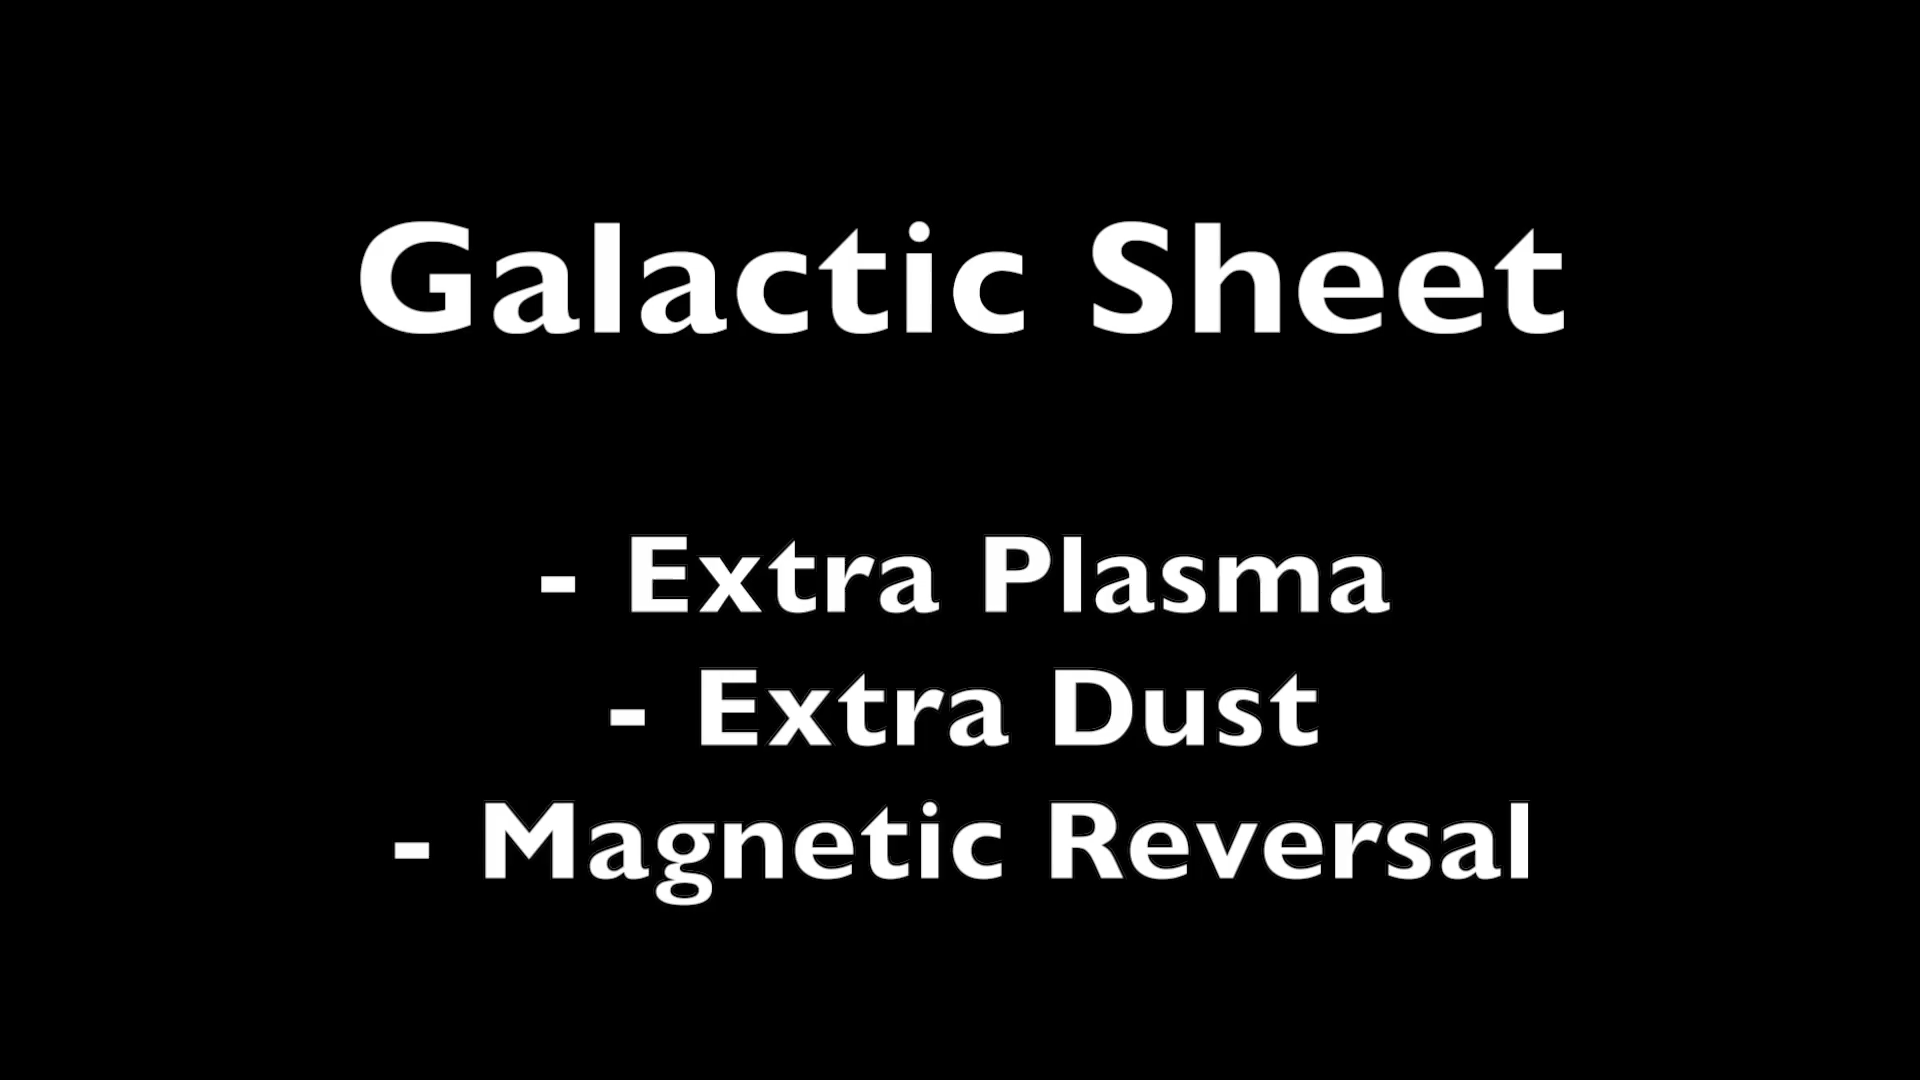 Galactic Sheet
- Extra Plasma
- Extra Dust
- Magnetic Reversal